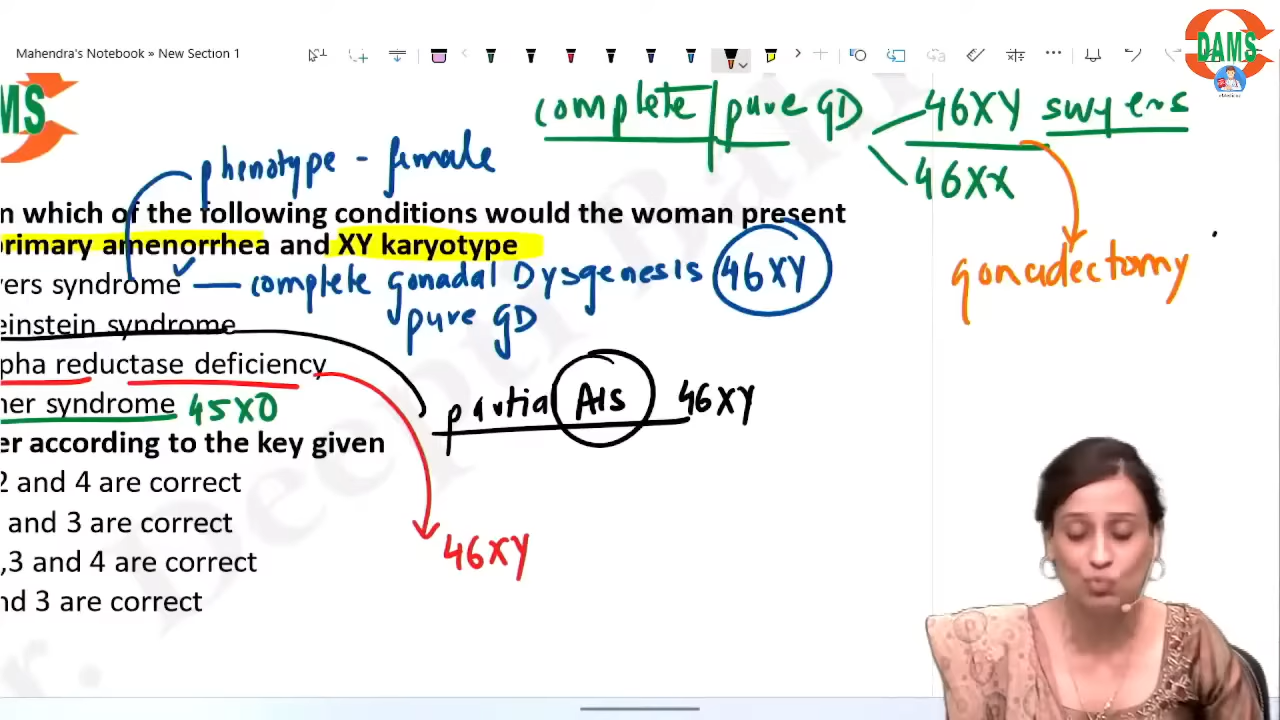 Mahendra's Notebook » New Section 1
DAMS
MS
complete / pure GD
46XY swyers
46XX
gonadectomy
phenotype - female
n which of the following conditions would the woman present
primary amenorrhea and XY karyotype
yers syndrome — complete gonadal Dysgenesis 46XY
pure GD
einstein syndrome
pha reductase deficiency
partial AIS 46XY
ner syndrome 45XO
er according to the key given
2 and 4 are correct
and 3 are correct
46XY
,3 and 4 are correct
nd 3 are correct